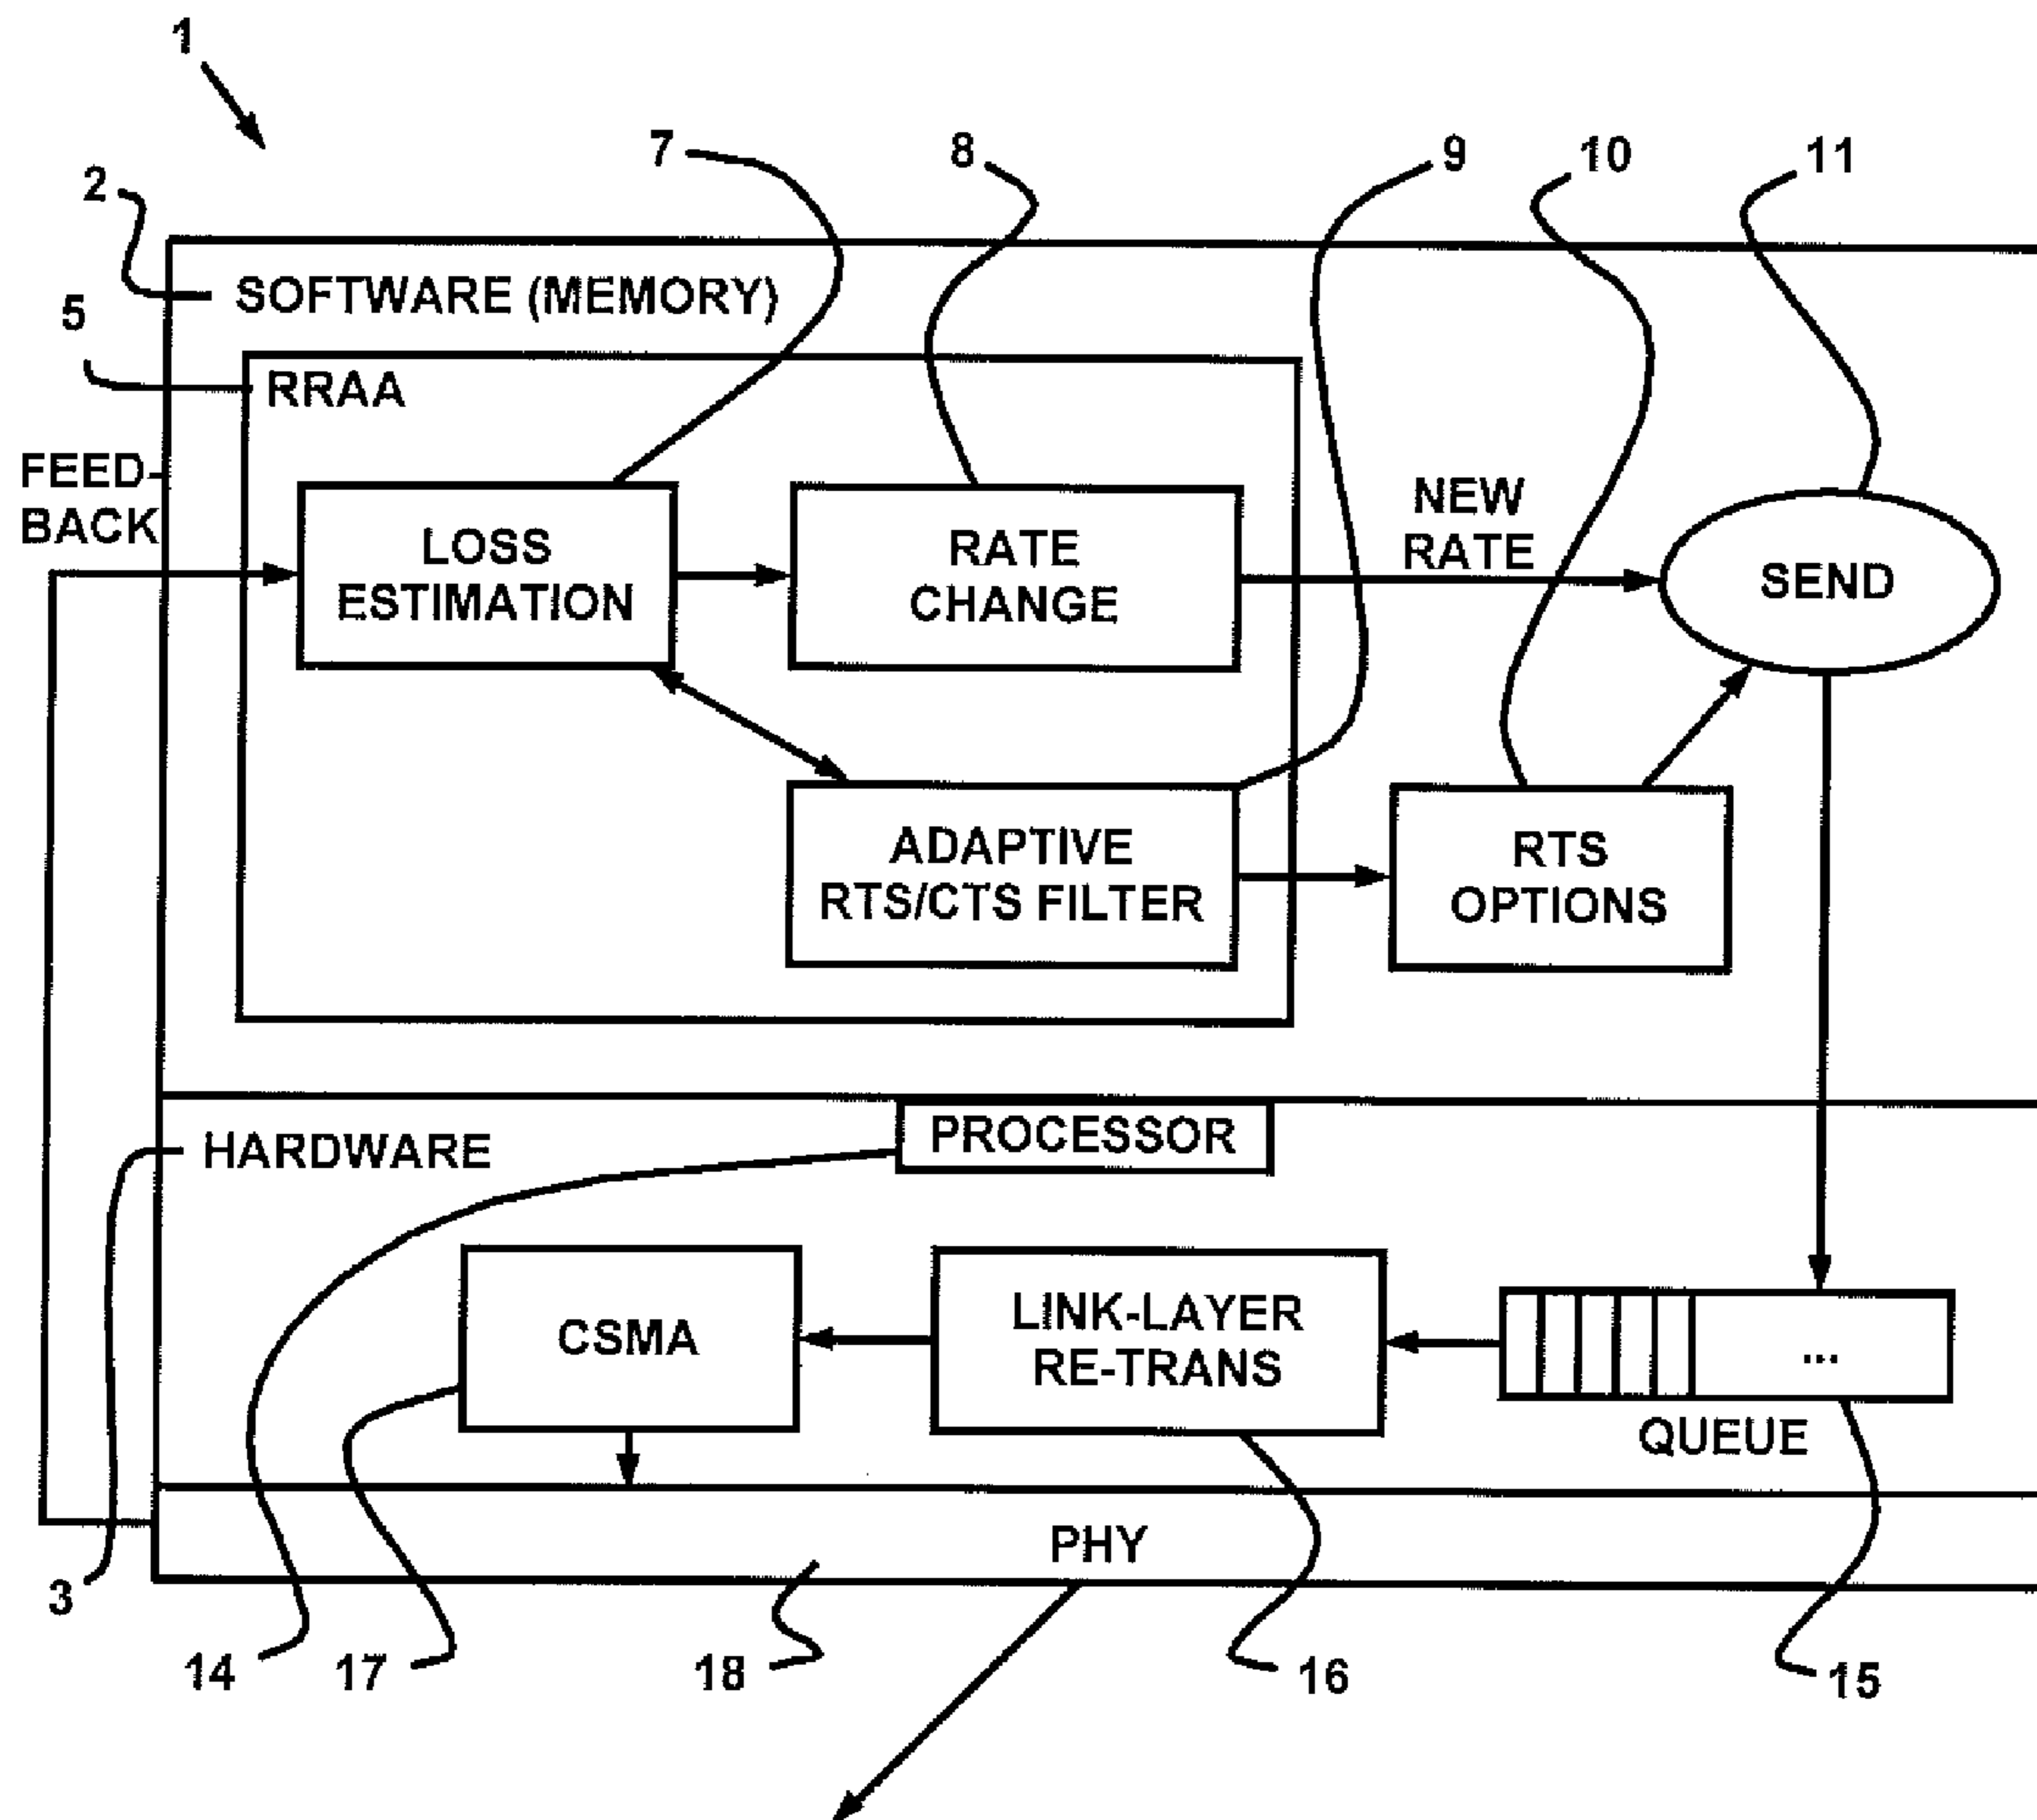 1
2
7
8
9
10
11
SOFTWARE (MEMORY)
5
RRAA
FEED-
BACK
LOSS
ESTIMATION
RATE
CHANGE
NEW
RATE
SEND
ADAPTIVE
RTS/CTS FILTER
RTS
OPTIONS
PROCESSOR
HARDWARE
CSMA
LINK-LAYER
RE-TRANS
...
QUEUE
PHY
3
14
17
18
16
15